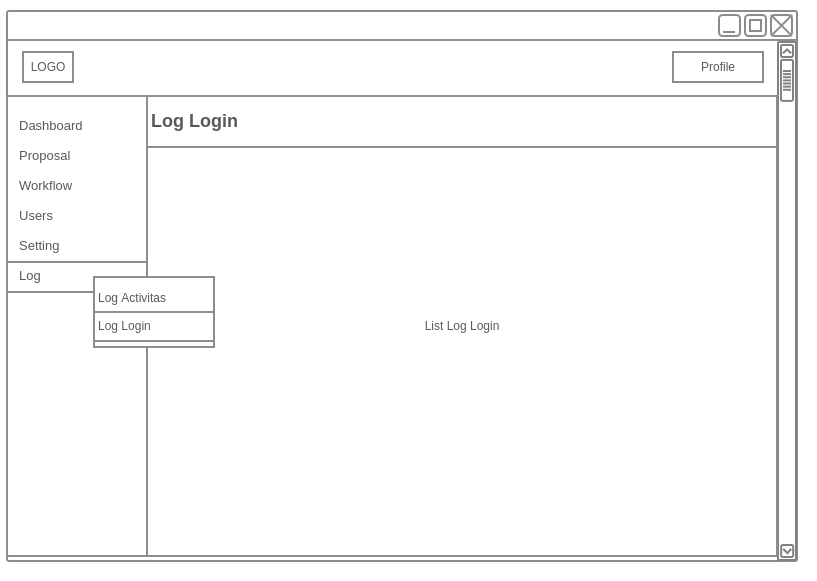 LOGO
Profile
Log Login
Dashboard
Proposal
Workflow
Users
Setting
Log
Log Activitas
Log Login
List Log Login